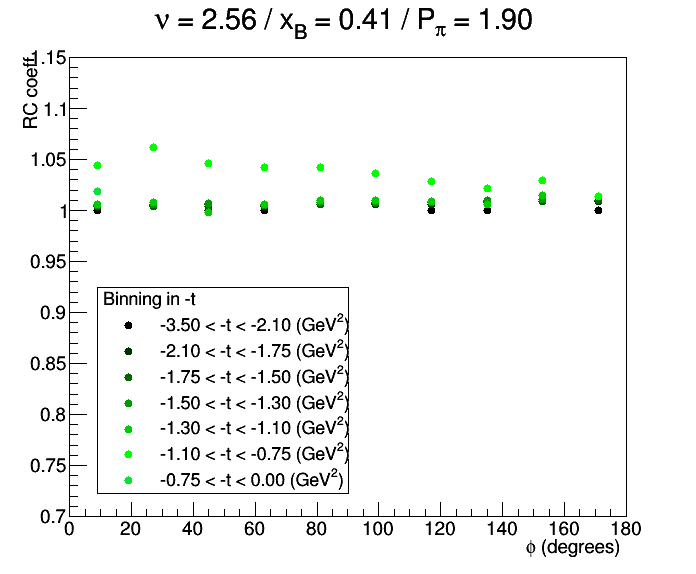 ν = 2.56 / x_B = 0.41 / P_π = 1.90
RC coeff.
1.15
1.1
1.05
1
0.95
0.9
0.85
0.8
0.75
0.7
Binning in -t
-3.50 < -t < -2.10 (GeV²)
-2.10 < -t < -1.75 (GeV²)
-1.75 < -t < -1.50 (GeV²)
-1.50 < -t < -1.30 (GeV²)
-1.30 < -t < -1.10 (GeV²)
-1.10 < -t < -0.75 (GeV²)
-0.75 < -t < 0.00 (GeV²)
0 20 40 60 80 100 120 140 160 180
ϕ (degrees)